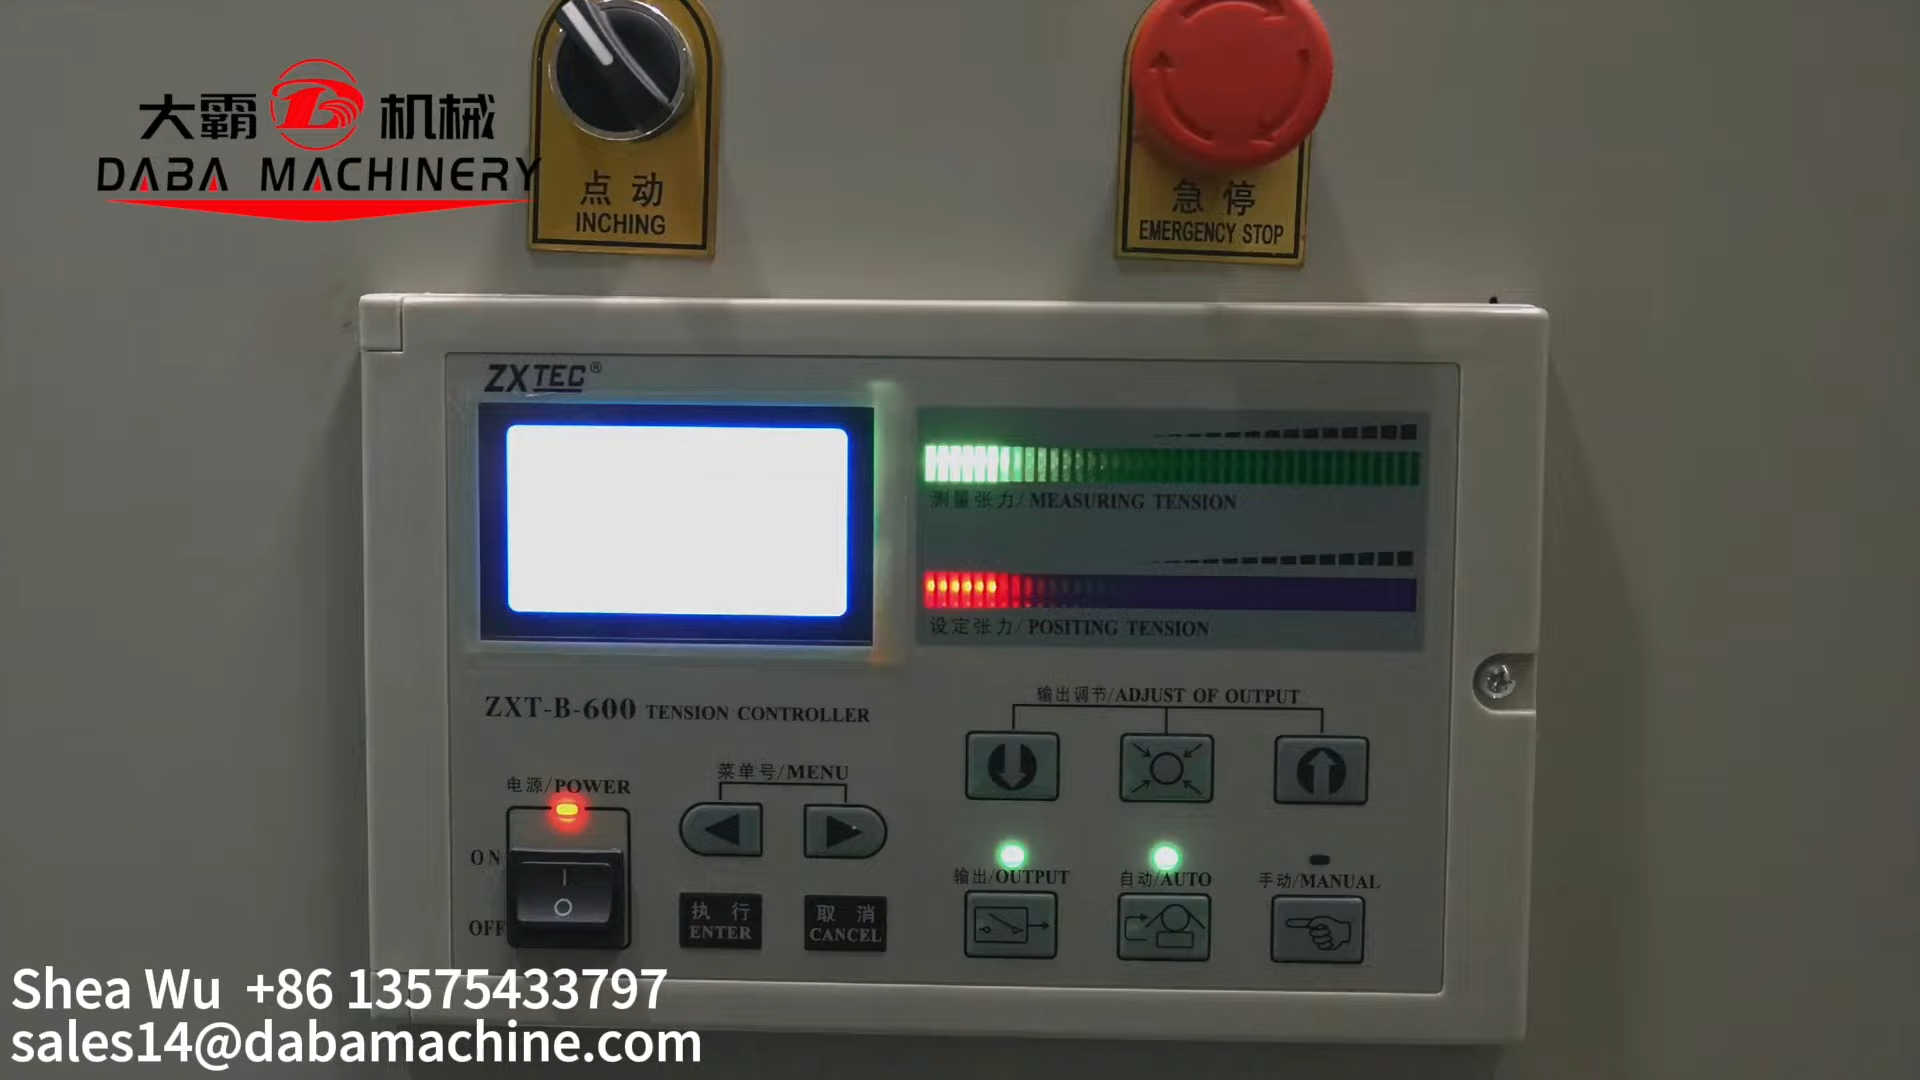 大霸 机械
DABA MACHINERY
点 动
INCHING
急 停
EMERGENCY STOP
ZXTEC®
测量张力/MEASURING TENSION
设定张力/POSITING TENSION
ZXT-B-600 TENSION CONTROLLER
输出调节/ADJUST OF OUTPUT
电源/POWER
菜单号/MENU
ON
OFF
输出/OUTPUT
自动/AUTO
手动/MANUAL
执 行
ENTER
取 消
CANCEL
Shea Wu +86 13575433797
sales14@dabamachine.com